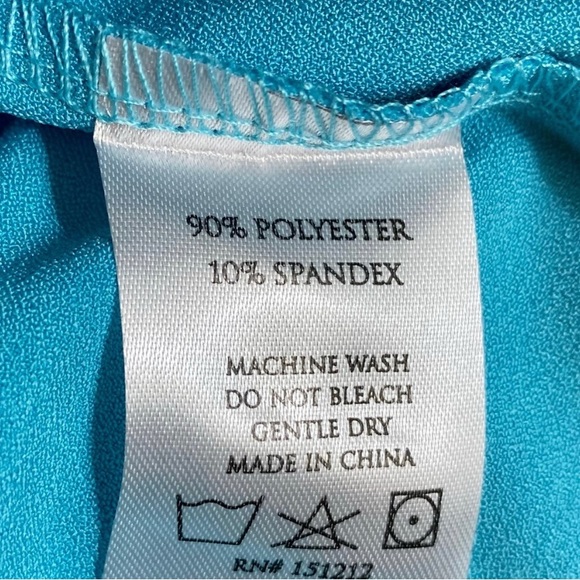 90% POLYESTER
10% SPANDEX
MACHINE WASH
DO NOT BLEACH
GENTLE DRY
MADE IN CHINA
RN# 151212